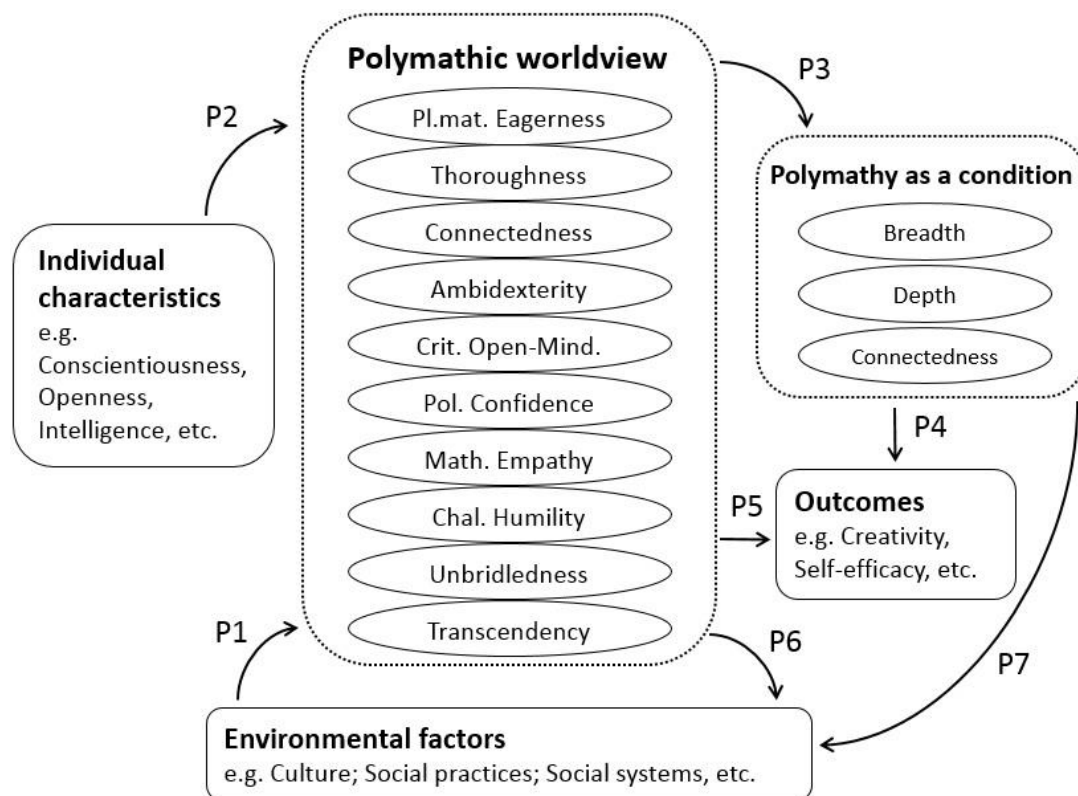 Polymathic worldview
Pl.mat. Eagerness
Thoroughness
Connectedness
Ambidexterity
Crit. Open-Mind.
Pol. Confidence
Math. Empathy
Chal. Humility
Unbridledness
Transcendency
P2
P3
Individual
characteristics
e.g.
Conscientiousness,
Openness,
Intelligence, etc.
Polymathy as a condition
Breadth
Depth
Connectedness
P4
P5
Outcomes
e.g. Creativity,
Self-efficacy, etc.
P1
P6
P7
Environmental factors
e.g. Culture; Social practices; Social systems, etc.